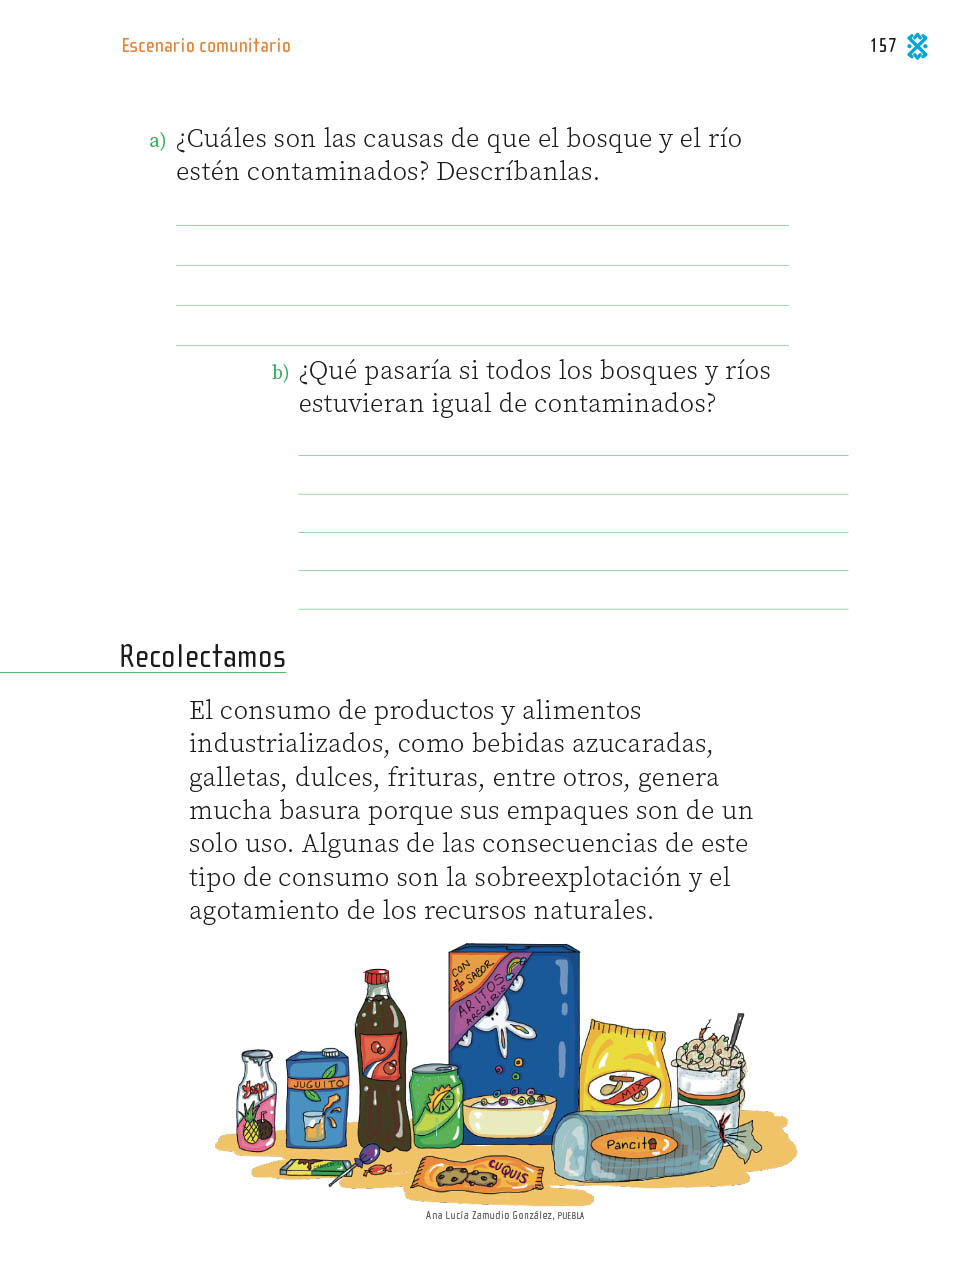 Escenario comunitario
157
a) ¿Cuáles son las causas de que el bosque y el río
estén contaminados? Descríbanlas.
b) ¿Qué pasaría si todos los bosques y ríos
estuvieran igual de contaminados?
Recolectamos
El consumo de productos y alimentos
industrializados, como bebidas azucaradas,
galletas, dulces, frituras, entre otros, genera
mucha basura porque sus empaques son de un
solo uso. Algunas de las consecuencias de este
tipo de consumo son la sobreexplotación y el
agotamiento de los recursos naturales.
CON
+ SABOR
ARITOS
ARCOIRIS
JUGUITO
MIX
Pancito
CUQUIS
Ana Lucía Zamudio González, PUEBLA